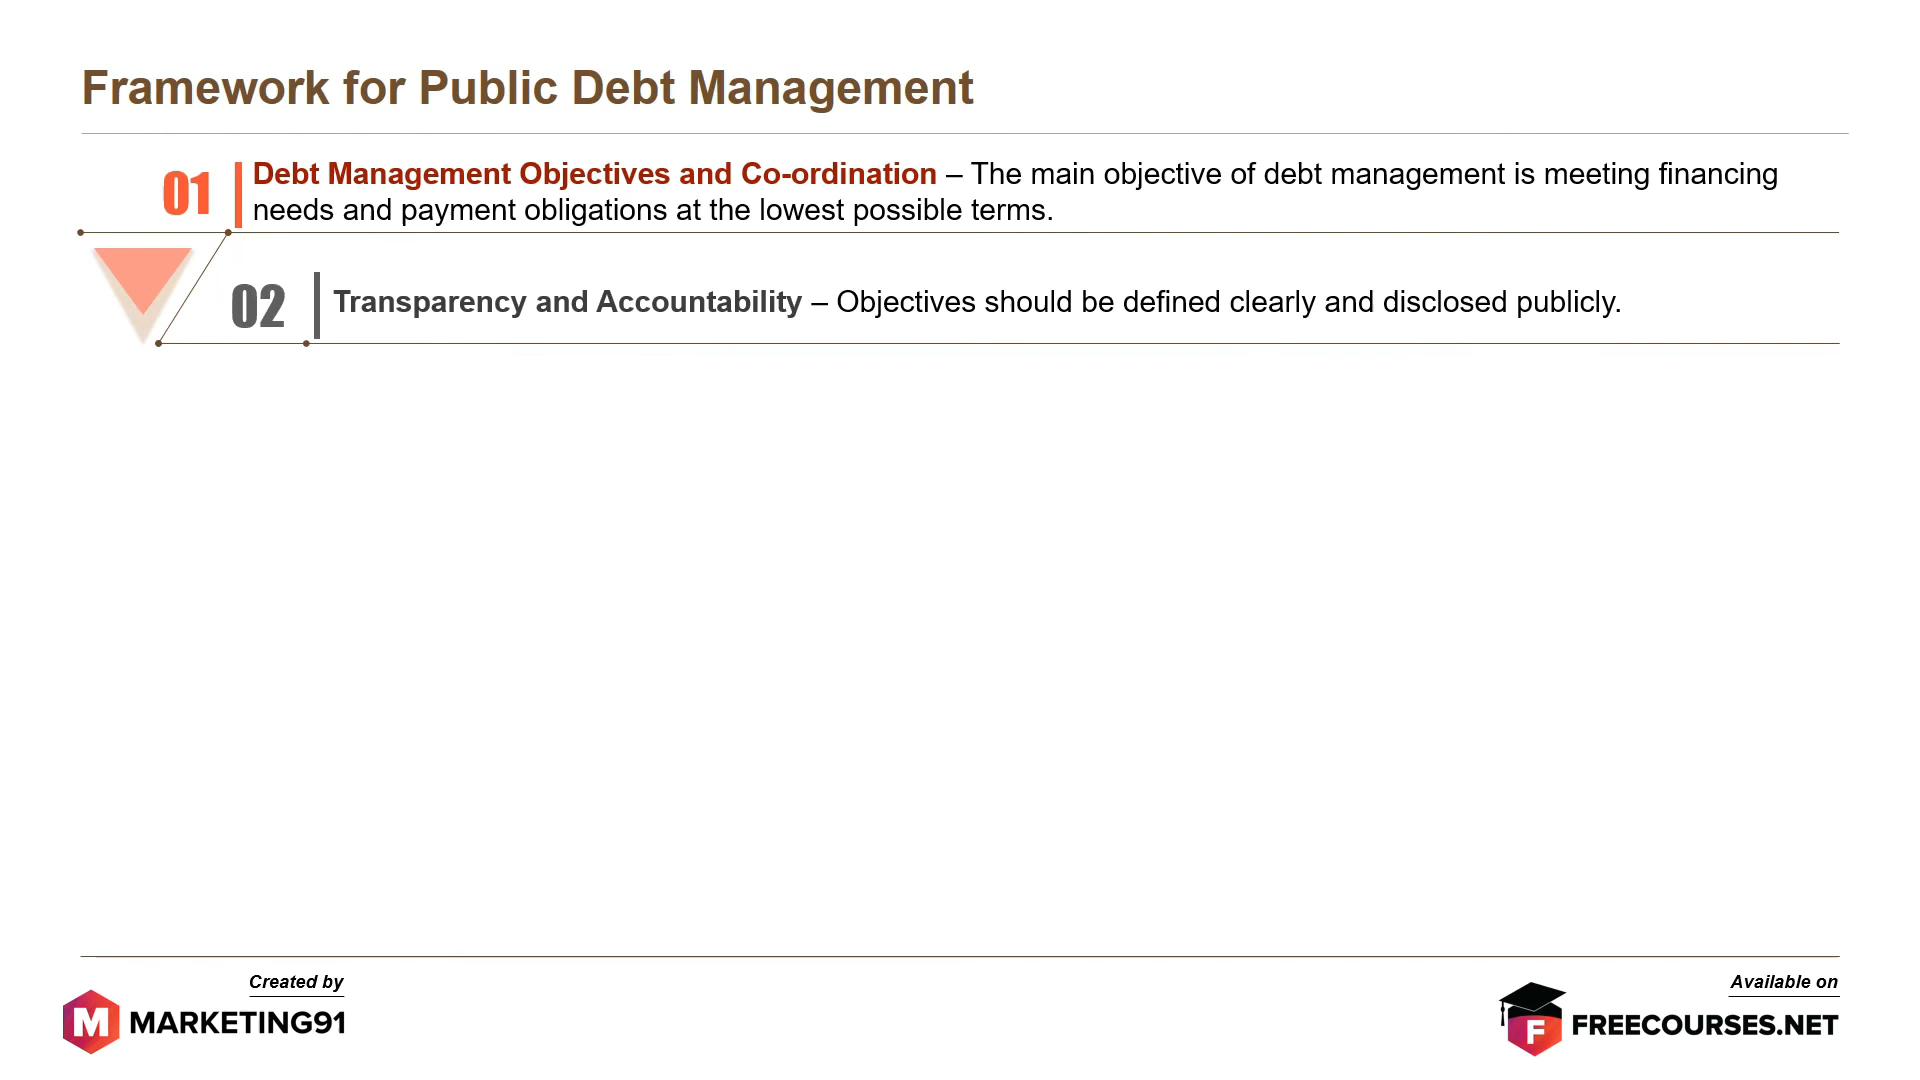 Framework for Public Debt Management
01
Debt Management Objectives and Co-ordination – The main objective of debt management is meeting financing
needs and payment obligations at the lowest possible terms.
02
Transparency and Accountability – Objectives should be defined clearly and disclosed publicly.
Created by
M MARKETING91
Available on
F FREECOURSES.NET